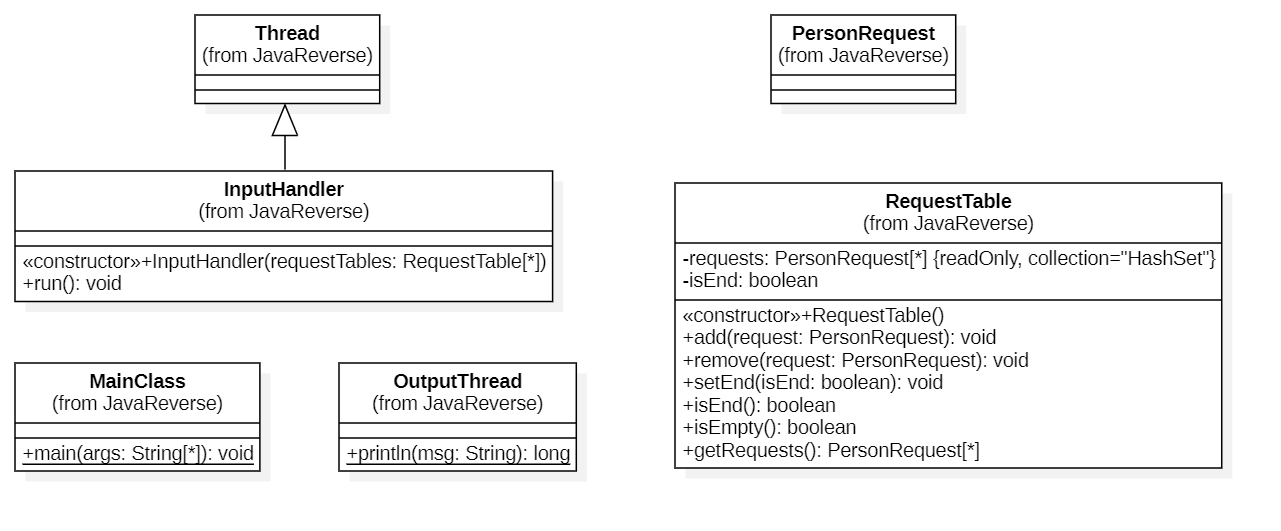 Thread
(from JavaReverse)
PersonRequest
(from JavaReverse)
InputHandler
(from JavaReverse)
«constructor»+InputHandler(requestTables: RequestTable[*])
+run(): void
RequestTable
(from JavaReverse)
-requests: PersonRequest[*] {readOnly, collection="HashSet"}
-isEnd: boolean
«constructor»+RequestTable()
+add(request: PersonRequest): void
+remove(request: PersonRequest): void
+setEnd(isEnd: boolean): void
+isEnd(): boolean
+isEmpty(): boolean
+getRequests(): PersonRequest[*]
MainClass
(from JavaReverse)
+main(args: String[*]): void
OutputThread
(from JavaReverse)
+println(msg: String): long